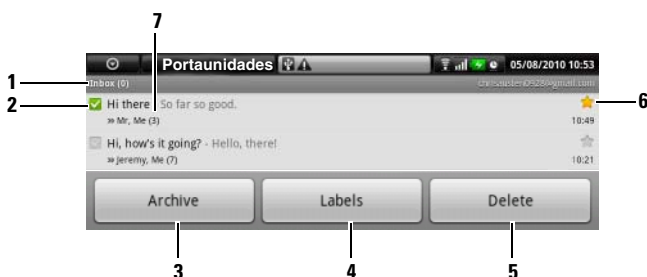 7
Portaunidades 05/08/2010 10:53
1 Inbox (0)
2 Hi there - So far so good. 6
» Mr, Me (3) 10:49
Hi, how's it going? - Hello, there!
» Jeremy, Me (7) 10:21
Archive Labels Delete
3 4 5